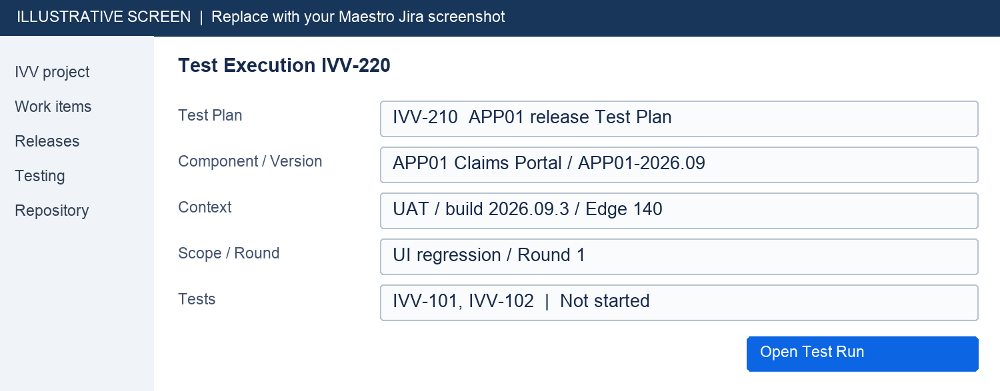 ILLUSTRATIVE SCREEN | Replace with your Maestro Jira screenshot
IVV project
Work items
Releases
Testing
Repository
Test Execution IVV-220
Test Plan
IVV-210 APP01 release Test Plan
Component / Version
APP01 Claims Portal / APP01-2026.09
Context
UAT / build 2026.09.3 / Edge 140
Scope / Round
UI regression / Round 1
Tests
IVV-101, IVV-102 | Not started
Open Test Run